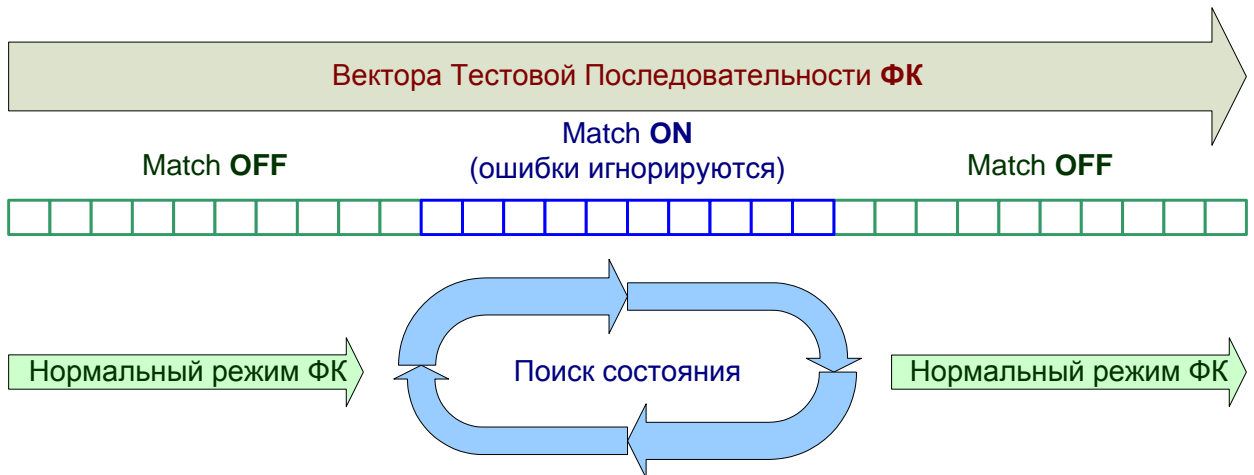 Вектора Тестовой Последовательности ФК
Match ON
(ошибки игнорируются)
Match OFF
Match OFF
Нормальный режим ФК
Поиск состояния
Нормальный режим ФК